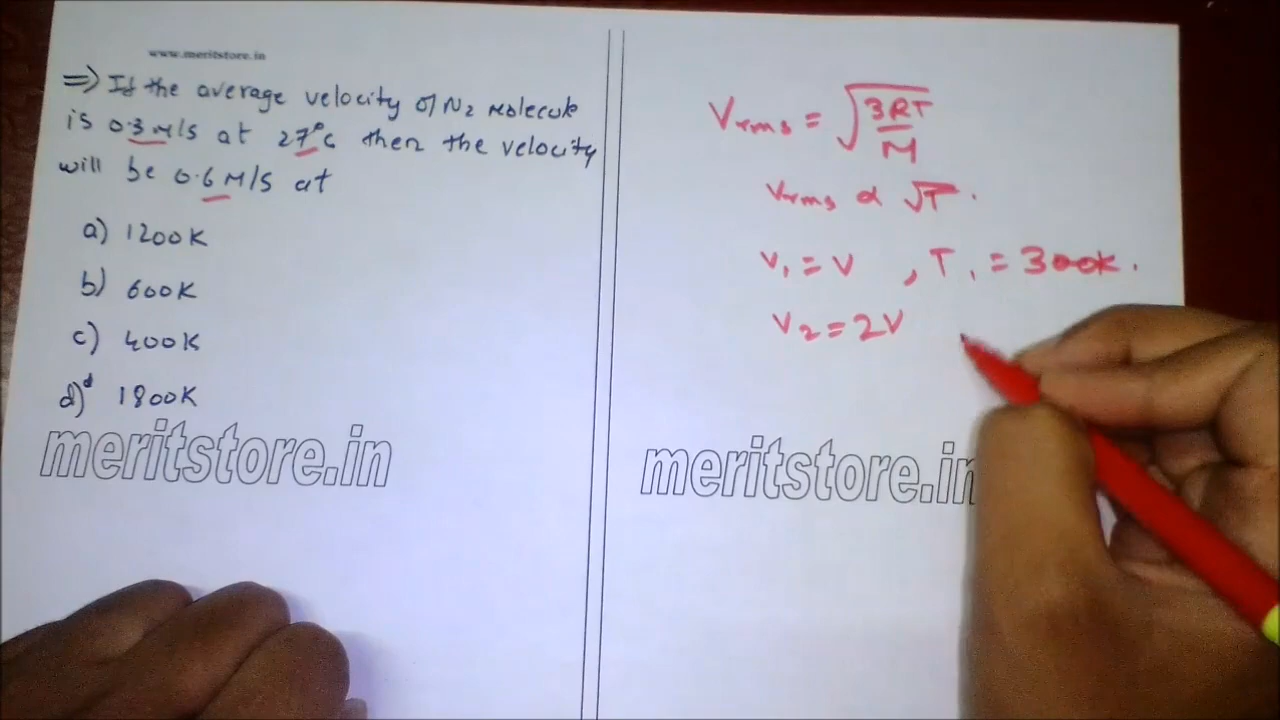 www.meritstore.in
=> If the average velocity of N₂ Molecule
is 0.3 M/s at 27°C then the velocity
will be 0.6 M/S at
a) 1200K
b) 600K
c) 400K
d) 1800K
meritstore.in
Vrms = √3RT/M
Vrms ∝ √T.
V₁ = V , T₁ = 300K.
V₂ = 2V
meritstore.in